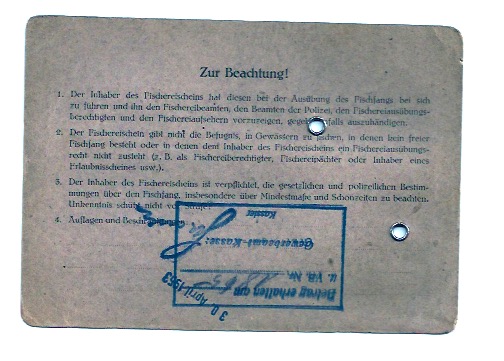 Zur Beachtung!
1. Der Inhaber des Fischereischeins hat diesen bei der Ausübung des Fischfangs bei sich
zu führen und ihn den Fischereibeamten, den Beamten der Polizei, den Fischereiausübungs-
berechtigten und den Fischereiaufsehern vorzuzeigen, gegebenenfalls auszuhändigen.
2. Der Fischereischein gibt nicht die Befugnis, in Gewässern zu fischen, in denen kein freier
Fischfang besteht oder in denen dem Inhaber des Fischereischeins ein Fischereiausübungs-
recht nicht zusteht (z. B. als Fischereiberechtigter, Fischereipächter oder Inhaber eines
Erlaubnisscheines usw.).
3. Der Inhaber des Fischereischeins ist verpflichtet, die gesetzlichen und polizeilichen Bestim-
mungen über den Fischfang, insbesondere über Mindestmaße und Schonzeiten zu beachten.
Unkenntnis schützt nicht vor Strafe!
4. Auflagen und
Betrag erhalten am
u. VB. Nr.
Kasse:
Kassier
30. April 1953